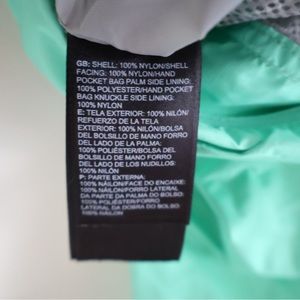 GB: SHELL: 100% NYLON/SHELL
FACING: 100% NYLON/HAND
POCKET BAG PALM SIDE LINING:
100% POLYESTER/HAND POCKET
BAG KNUCKLE SIDE LINING:
100% NYLON
E: TELA EXTERIOR: 100% NILÓN/
REFUERZO DE LA TELA
EXTERIOR: 100% NILÓN/BOLSA
DEL BOLSILLO DE MANO FORRO
DEL LADO DE LA PALMA:
100% POLIÉSTER/BOLSA DEL
BOLSILLO DE MANO FORRO
DEL LADO DE LOS NUDILLOS:
100% NILÓN
P: PARTE EXTERNA:
100% NÁILON/FACE DO ENCAIXE:
100% NÁILON/FORRO LATERAL
DA PARTE DA PALMA DO BOLSO:
100% POLIÉSTER/FORRO
LATERAL DA DOBRA DO BOLSO:
100% NÁILON